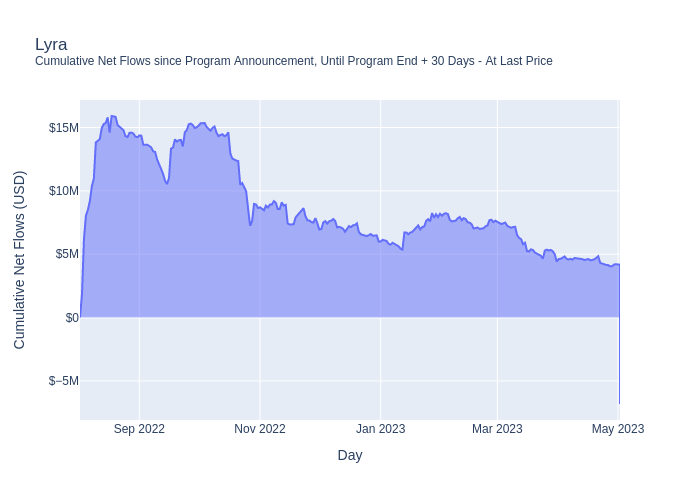 Lyra
Cumulative Net Flows since Program Announcement, Until Program End + 30 Days - At Last Price
Cumulative Net Flows (USD)
$15M
$10M
$5M
$0
$−5M
Sep 2022
Nov 2022
Jan 2023
Mar 2023
May 2023
Day